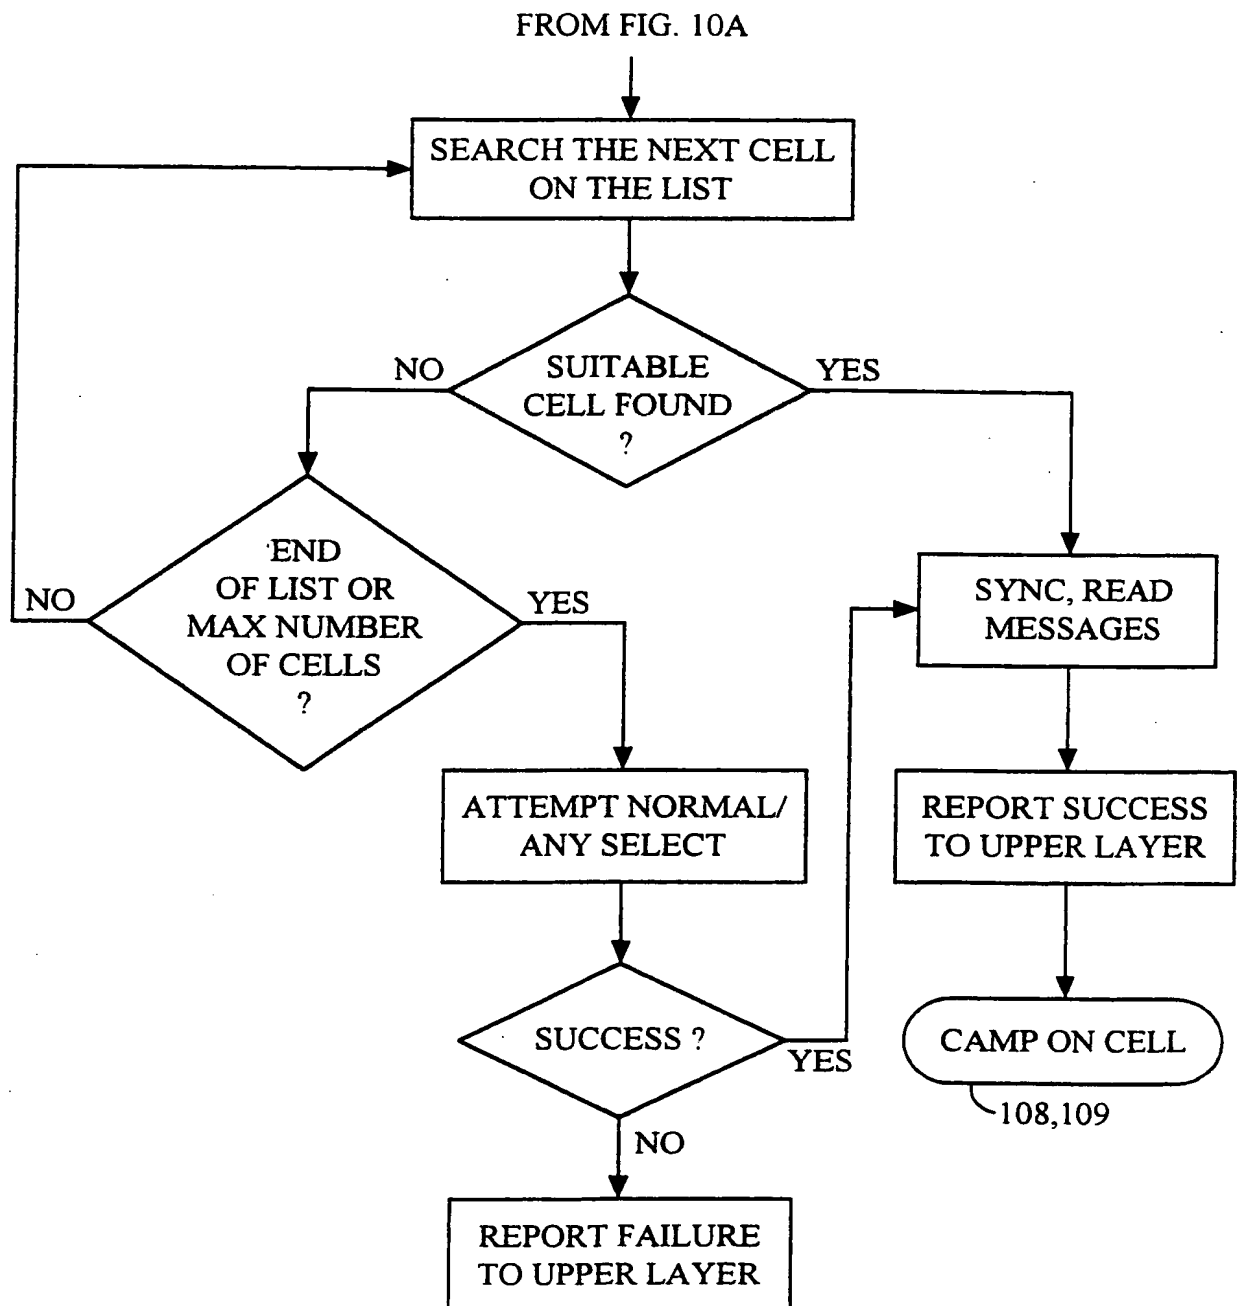 FROM FIG. 10A
SEARCH THE NEXT CELL
ON THE LIST
NO
SUITABLE
CELL FOUND
?
YES
END
OF LIST OR
MAX NUMBER
OF CELLS
?
NO
YES
SYNC, READ
MESSAGES
ATTEMPT NORMAL/
ANY SELECT
REPORT SUCCESS
TO UPPER LAYER
SUCCESS ?
YES
CAMP ON CELL
108,109
NO
REPORT FAILURE
TO UPPER LAYER